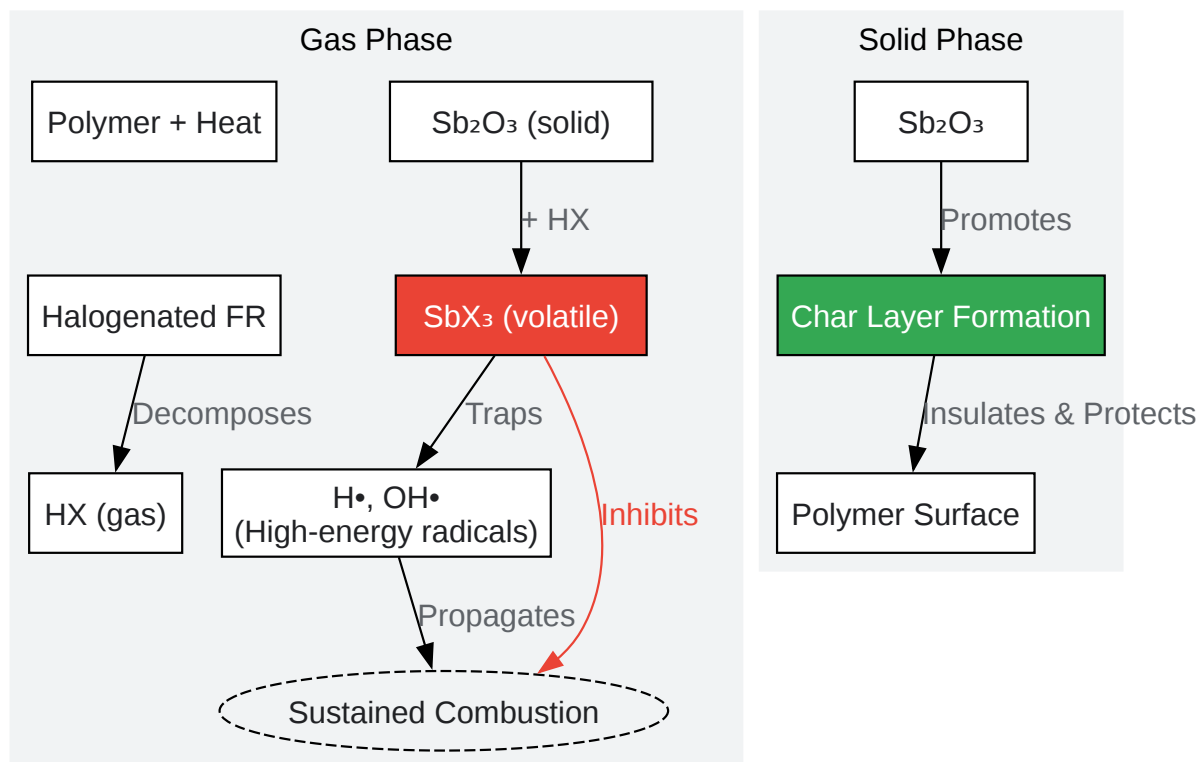 Gas Phase
Polymer + Heat
Sb₂O₃ (solid)
+ HX
Halogenated FR
SbX₃ (volatile)
Decomposes
Traps
HX (gas)
H•, OH•
(High-energy radicals)
Inhibits
Propagates
Sustained Combustion
Solid Phase
Sb₂O₃
Promotes
Char Layer Formation
Insulates & Protects
Polymer Surface